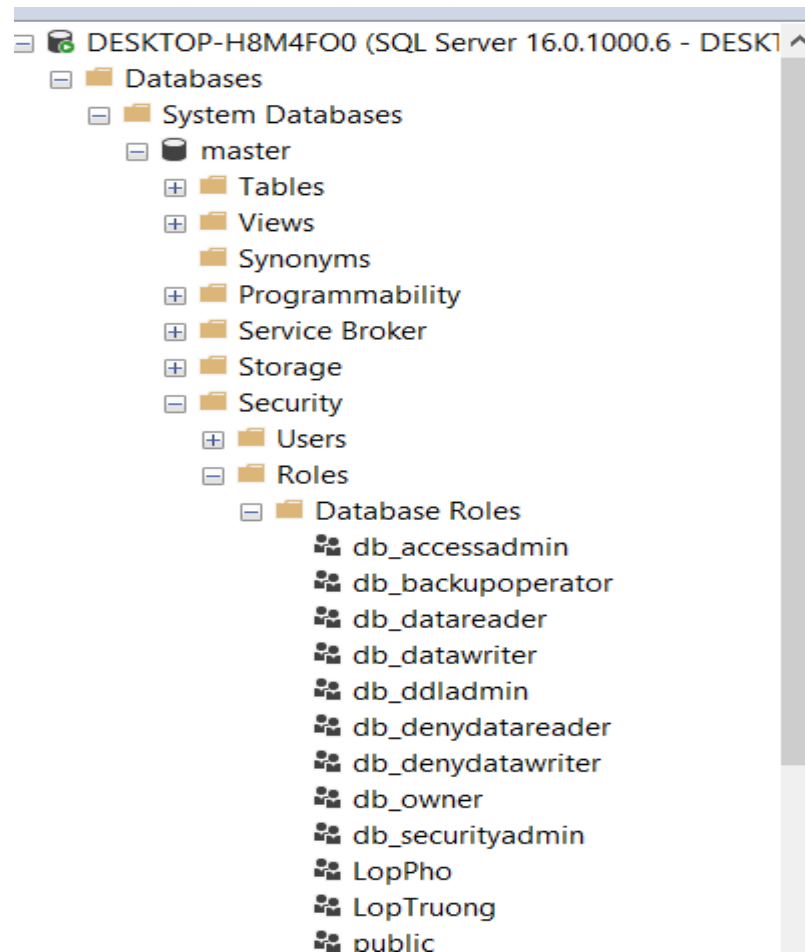 DESKTOP-H8M4FO0 (SQL Server 16.0.1000.6 - DESKT
Databases
System Databases
master
Tables
Views
Synonyms
Programmability
Service Broker
Storage
Security
Users
Roles
Database Roles
db_accessadmin
db_backupoperator
db_datareader
db_datawriter
db_ddladmin
db_denydatareader
db_denydatawriter
db_owner
db_securityadmin
LopPho
LopTruong
public